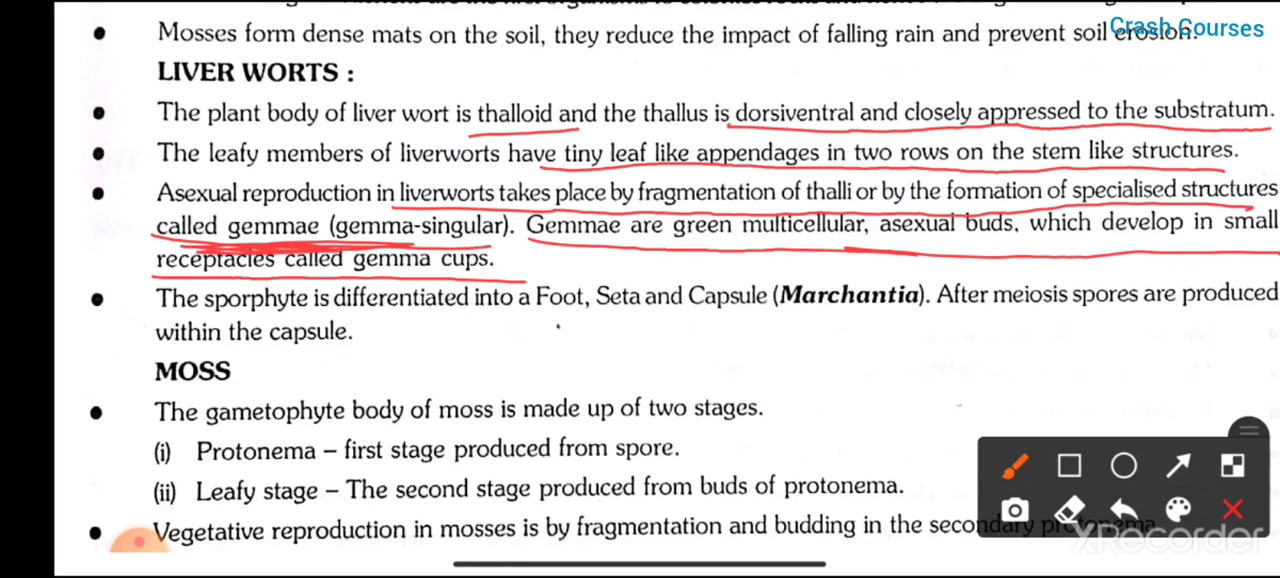 Crash Courses
Mosses form dense mats on the soil, they reduce the impact of falling rain and prevent soil erosion.
LIVER WORTS :
The plant body of liver wort is thalloid and the thallus is dorsiventral and closely appressed to the substratum.
The leafy members of liverworts have tiny leaf like appendages in two rows on the stem like structures.
Asexual reproduction in liverworts takes place by fragmentation of thalli or by the formation of specialised structures
called gemmae (gemma-singular). Gemmae are green multicellular, asexual buds, which develop in small
receptacles called gemma cups.
The sporphyte is differentiated into a Foot, Seta and Capsule (Marchantia). After meiosis spores are produced
within the capsule.
MOSS
The gametophyte body of moss is made up of two stages.
(i) Protonema – first stage produced from spore.
(ii) Leafy stage – The second stage produced from buds of protonema.
Vegetative reproduction in mosses is by fragmentation and budding in the secondary protonema.
XRecorder